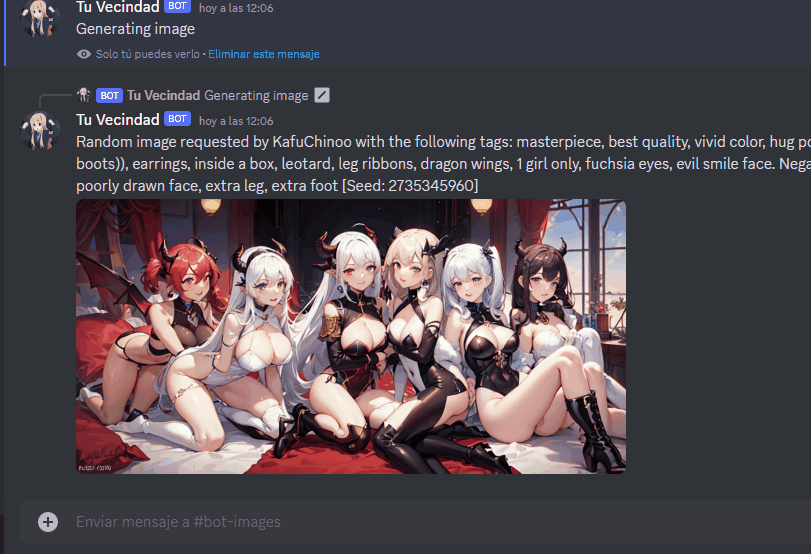 Tu Vecindad BOT hoy a las 12:06
Generating image
Solo tú puedes verlo • Eliminar este mensaje
BOT Tu Vecindad Generating image
Tu Vecindad BOT hoy a las 12:06
Random image requested by KafuChinoo with the following tags: masterpiece, best quality, vivid color, hug po
boots)), earrings, inside a box, leotard, leg ribbons, dragon wings, 1 girl only, fuchsia eyes, evil smile face. Nega
poorly drawn face, extra leg, extra foot [Seed: 2735345960]
Enviar mensaje a #bot-images